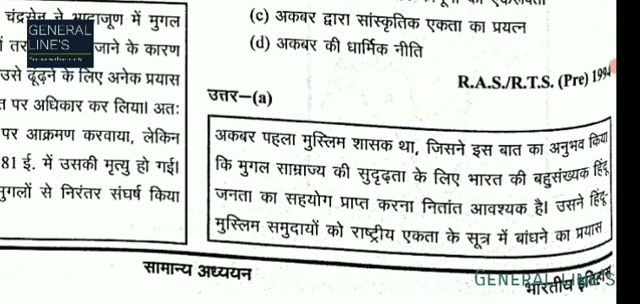 चंद्रसेन ने भाद्राजूण में मुगल
जाने के कारण
उसे ढूंढ़ने के लिए अनेक प्रयास
पर अधिकार कर लिया। अतः
पर आक्रमण करवाया, लेकिन
81 ई. में उसकी मृत्यु हो गई।
मुगलों से निरंतर संघर्ष किया
GENERAL
LINE'S
(c) अकबर द्वारा सांस्कृतिक एकता का प्रयत्न
(d) अकबर की धार्मिक नीति
R.A.S./R.T.S. (Pre) 1994
उत्तर–(a)
अकबर पहला मुस्लिम शासक था, जिसने इस बात का अनुभव किया
कि मुगल साम्राज्य की सुदृढ़ता के लिए भारत की बहुसंख्यक हिंदू
जनता का सहयोग प्राप्त करना नितांत आवश्यक है। उसने हिंदू-
मुस्लिम समुदायों को राष्ट्रीय एकता के सूत्र में बांधने का प्रयास
सामान्य अध्ययन
भारतीय इतिहास
GENERAL LINE'S